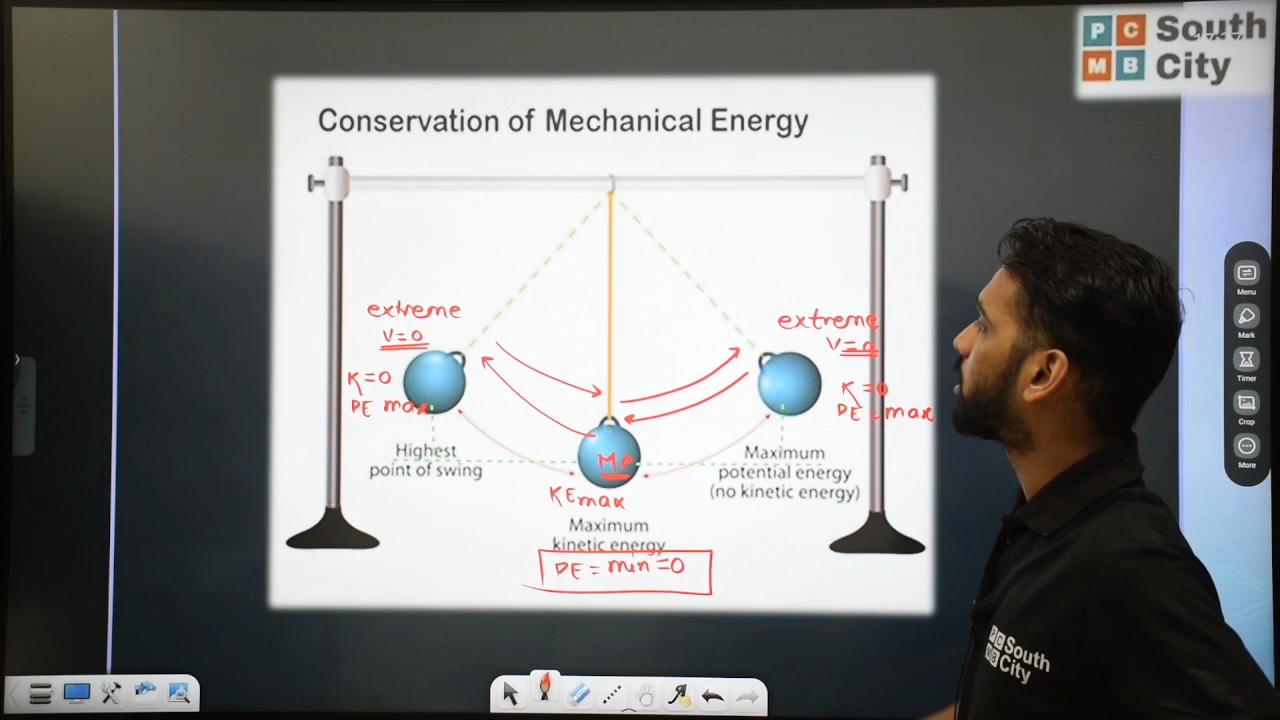 PC South
MB City
Conservation of Mechanical Energy
extreme
V=0
K=0
PE max
extreme
V=0
K=0
PE = max
Highest
point of swing
MP
KEmax
Maximum
kinetic energy
PE = min =0
Maximum
potential energy
(no kinetic energy)
Menu
Mark
Timer
Crop
More
PC South
MB City